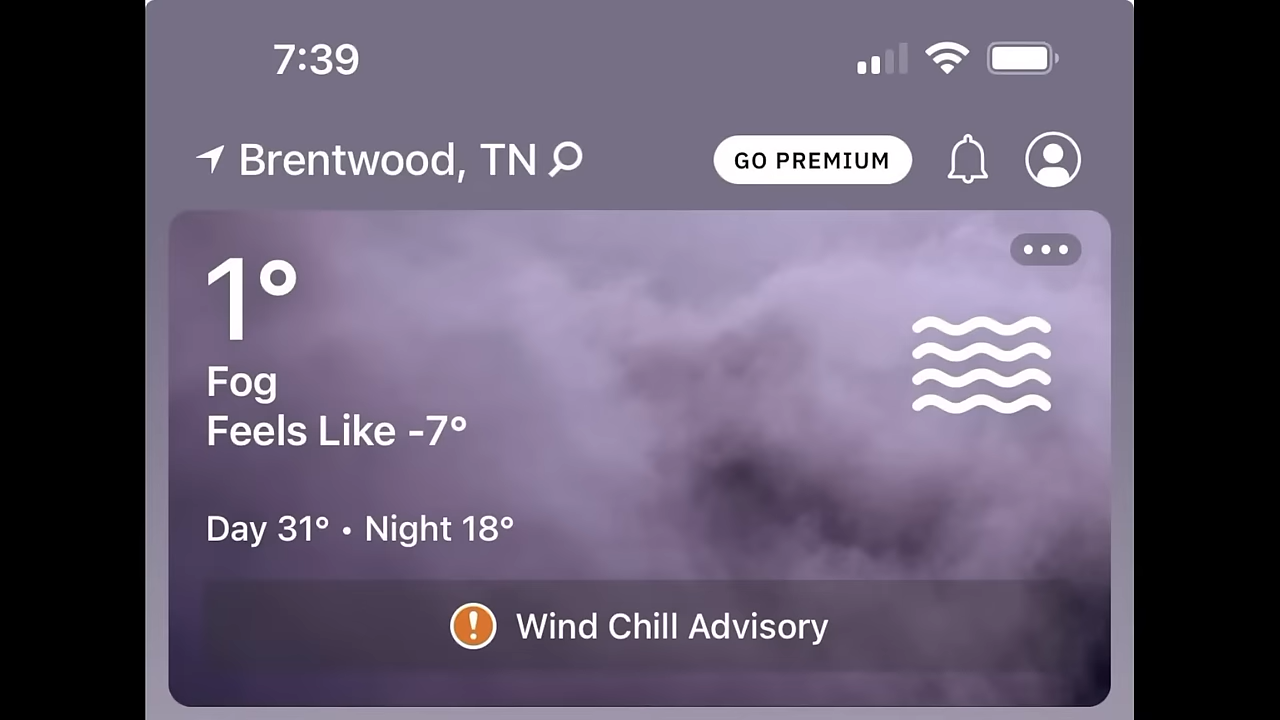 7:39
Brentwood, TN
GO PREMIUM
1°
Fog
Feels Like -7°
Day 31° • Night 18°
Wind Chill Advisory